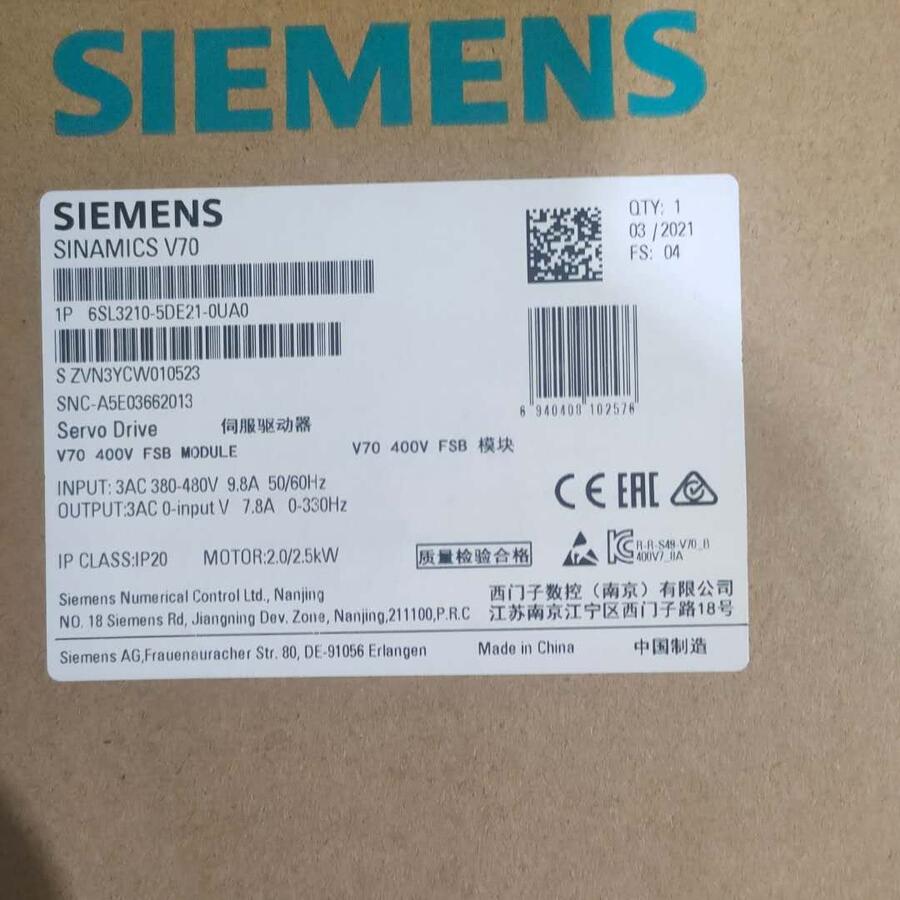 SIEMENS
SIEMENS
SINAMICS V70
QTY: 1
03 / 2021
FS: 04
1P 6SL3210-5DE21-0UA0
S ZVN3YCW010523
SNC-A5E03662013
6 940408 102576
Servo Drive 伺服驱动器
V70 400V FSB MODULE V70 400V FSB 模块
INPUT: 3AC 380-480V 9.8A 50/60Hz
OUTPUT:3AC 0-input V 7.8A 0-330Hz
CE EAC
IP CLASS:IP20 MOTOR:2.0/2.5kW 质量检验合格
KC
400V7_8A
Siemens Numerical Control Ltd., Nanjing 西门子数控（南京）有限公司
NO. 18 Siemens Rd, Jiangning Dev. Zone, Nanjing,211100,P.R.C 江苏南京江宁区西门子路18号
Siemens AG,Frauenauracher Str. 80, DE-91056 Erlangen Made in China 中国制造